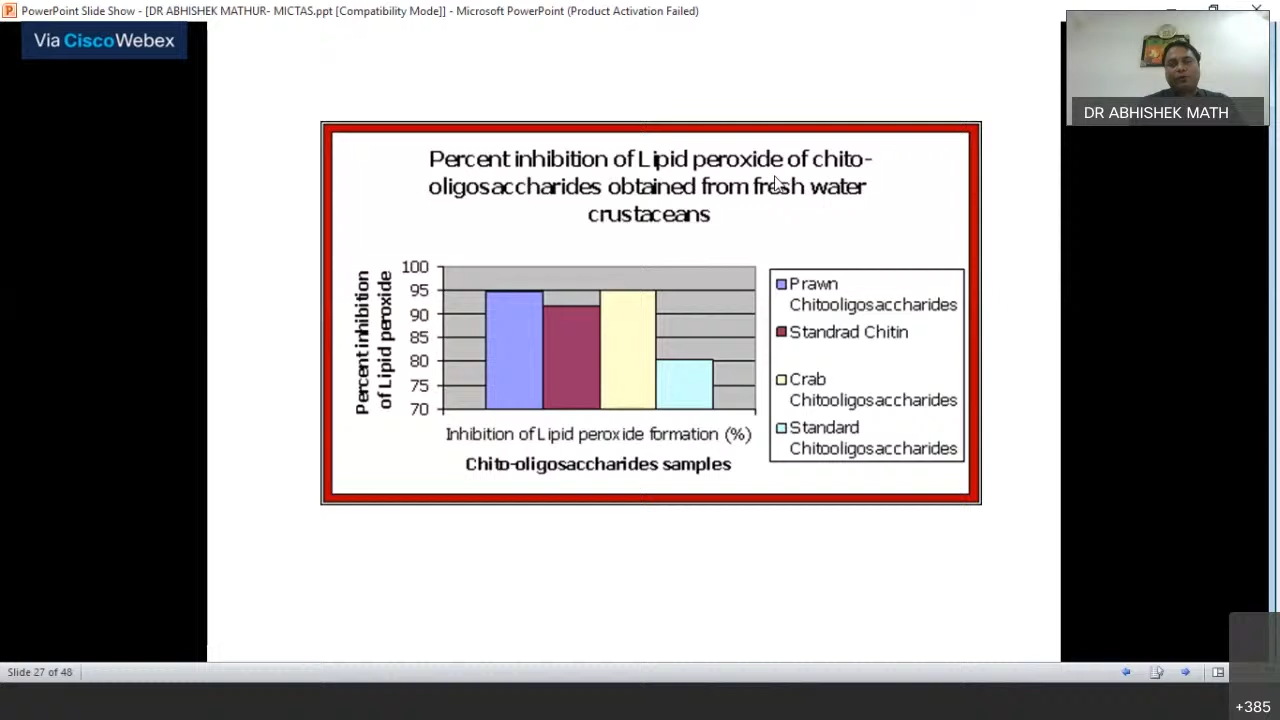 PowerPoint Slide Show - [DR ABHISHEK MATHUR- MICTAS.ppt [Compatibility Mode]] - Microsoft PowerPoint (Product Activation Failed)
Via CiscoWebex
DR ABHISHEK MATH
Percent inhibition of Lipid peroxide of chito-
oligosaccharides obtained from fresh water
crustaceans
Percent inhibition
of Lipid peroxide
100
95
90
85
80
75
70
Inhibition of Lipid peroxide formation (%)
Chito-oligosaccharides samples
Prawn
Chitooligosaccharides
Standrad Chitin
Crab
Chitooligosaccharides
Standard
Chitooligosaccharides
Slide 27 of 48
+385